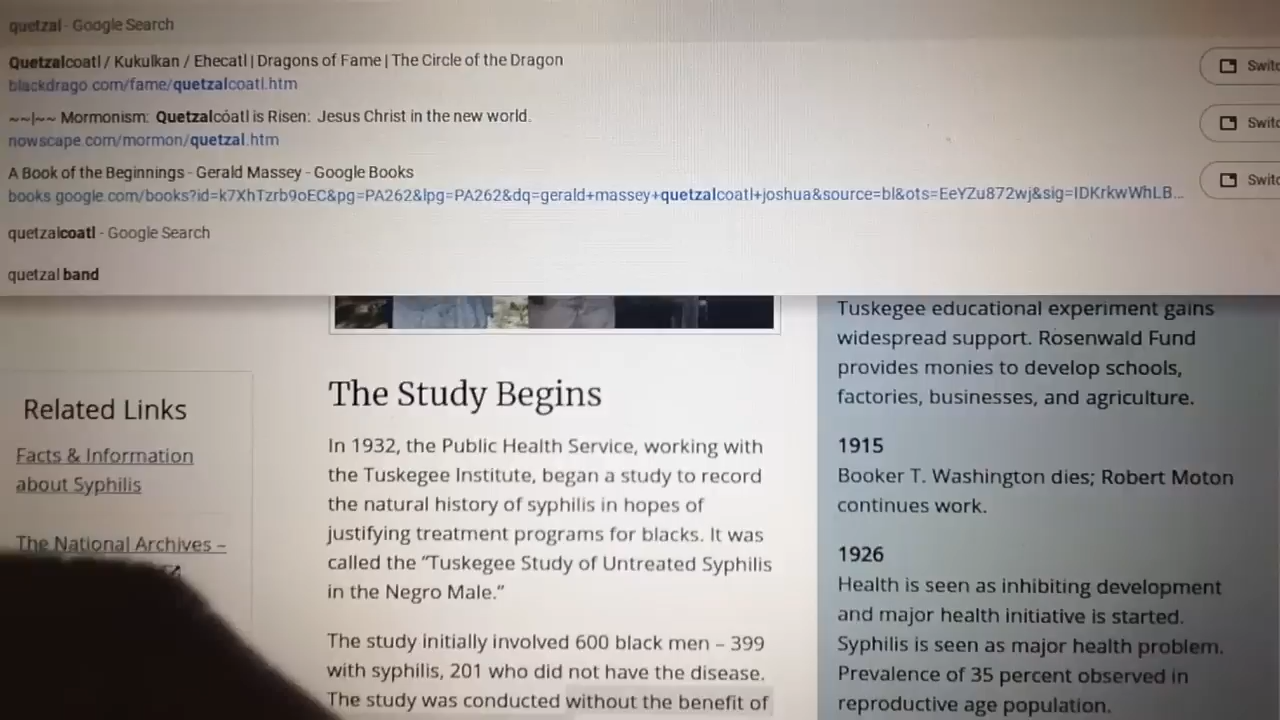 quetzal - Google Search
Quetzalcoatl / Kukulkan / Ehecatl | Dragons of Fame | The Circle of the Dragon
blackdrago.com/fame/quetzalcoatl.htm
Switc
~~|~~ Mormonism: Quetzalcóatl is Risen: Jesus Christ in the new world.
nowscape.com/mormon/quetzal.htm
Switc
A Book of the Beginnings - Gerald Massey - Google Books
books.google.com/books?id=k7XhTzrb9oEC&pg=PA262&lpg=PA262&dq=gerald+massey+quetzalcoatl+joshua&source=bl&ots=EeYZu872wj&sig=IDKrkwWhLB...
Switc
quetzalcoatl - Google Search
quetzal band
Related Links
Facts & Information
about Syphilis
The National Archives –
The Study Begins
In 1932, the Public Health Service, working with
the Tuskegee Institute, began a study to record
the natural history of syphilis in hopes of
justifying treatment programs for blacks. It was
called the “Tuskegee Study of Untreated Syphilis
in the Negro Male.”
The study initially involved 600 black men – 399
with syphilis, 201 who did not have the disease.
The study was conducted without the benefit of
Tuskegee educational experiment gains
widespread support. Rosenwald Fund
provides monies to develop schools,
factories, businesses, and agriculture.
1915
Booker T. Washington dies; Robert Moton
continues work.
1926
Health is seen as inhibiting development
and major health initiative is started.
Syphilis is seen as major health problem.
Prevalence of 35 percent observed in
reproductive age population.